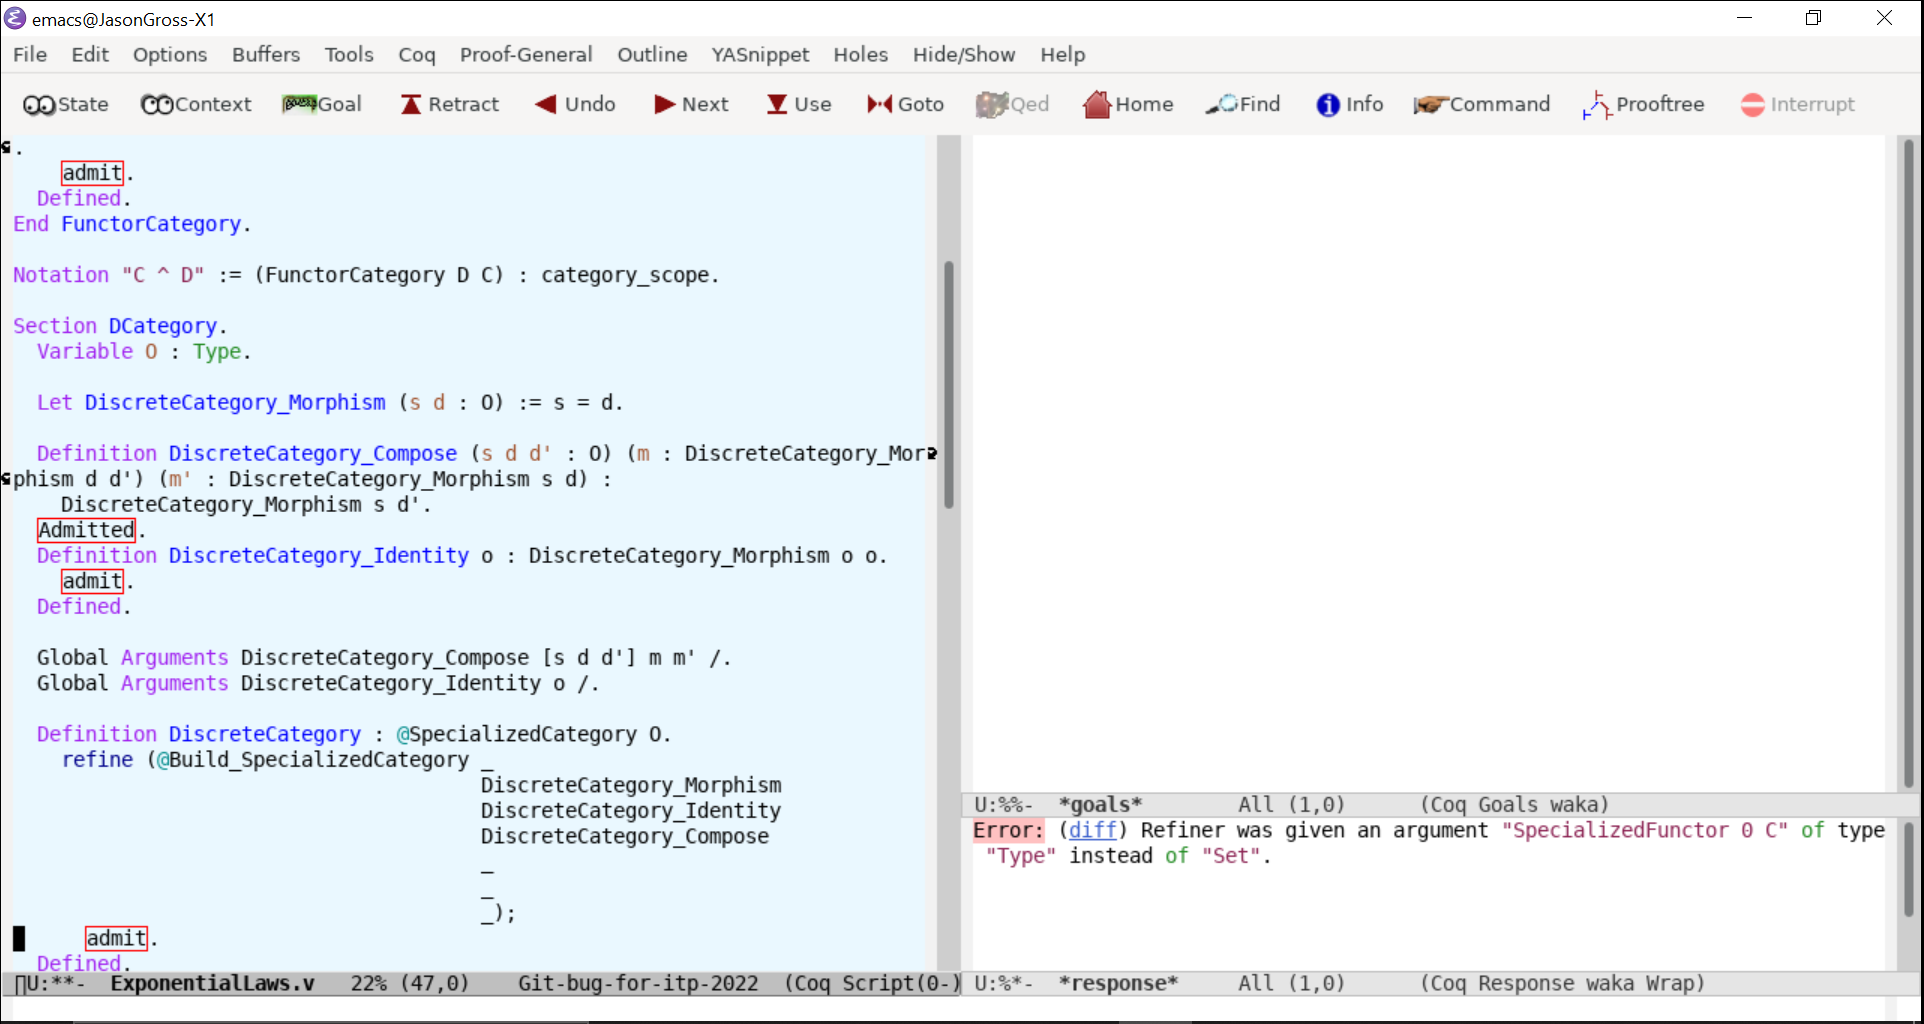 emacs@JasonGross-X1
File Edit Options Buffers Tools Coq Proof-General Outline YASnippet Holes Hide/Show Help
State Context Goal Retract Undo Next Use Goto Qed Home Find Info Command Prooftree Interrupt
.
    admit.
  Defined.
End FunctorCategory.
Notation "C ^ D" := (FunctorCategory D C) : category_scope.
Section DCategory.
  Variable O : Type.
  Let DiscreteCategory_Morphism (s d : O) := s = d.
  Definition DiscreteCategory_Compose (s d d' : O) (m : DiscreteCategory_Mor
phism d d') (m' : DiscreteCategory_Morphism s d) :
    DiscreteCategory_Morphism s d'.
  Admitted.
  Definition DiscreteCategory_Identity o : DiscreteCategory_Morphism o o.
    admit.
  Defined.
  Global Arguments DiscreteCategory_Compose [s d d'] m m' /.
  Global Arguments DiscreteCategory_Identity o /.
  Definition DiscreteCategory : @SpecializedCategory O.
    refine (@Build_SpecializedCategory _
                                       DiscreteCategory_Morphism
                                       DiscreteCategory_Identity
                                       DiscreteCategory_Compose
                                       _
                                       _
                                       _);
      admit.
  Defined.
U:**-  ExponentialLaws.v   22% (47,0)    Git-bug-for-itp-2022  (Coq Script(0-)
U:%%-  *goals*        All (1,0)      (Coq Goals waka)
Error: (diff) Refiner was given an argument "SpecializedFunctor 0 C" of type
 "Type" instead of "Set".
U:%*-  *response*     All (1,0)      (Coq Response waka Wrap)